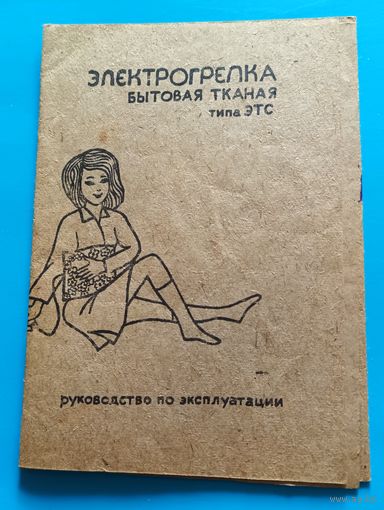 ЭЛЕКТРОГРЕЛКА
БЫТОВАЯ ТКАНАЯ
типа ЭТС
руководство по эксплуатации